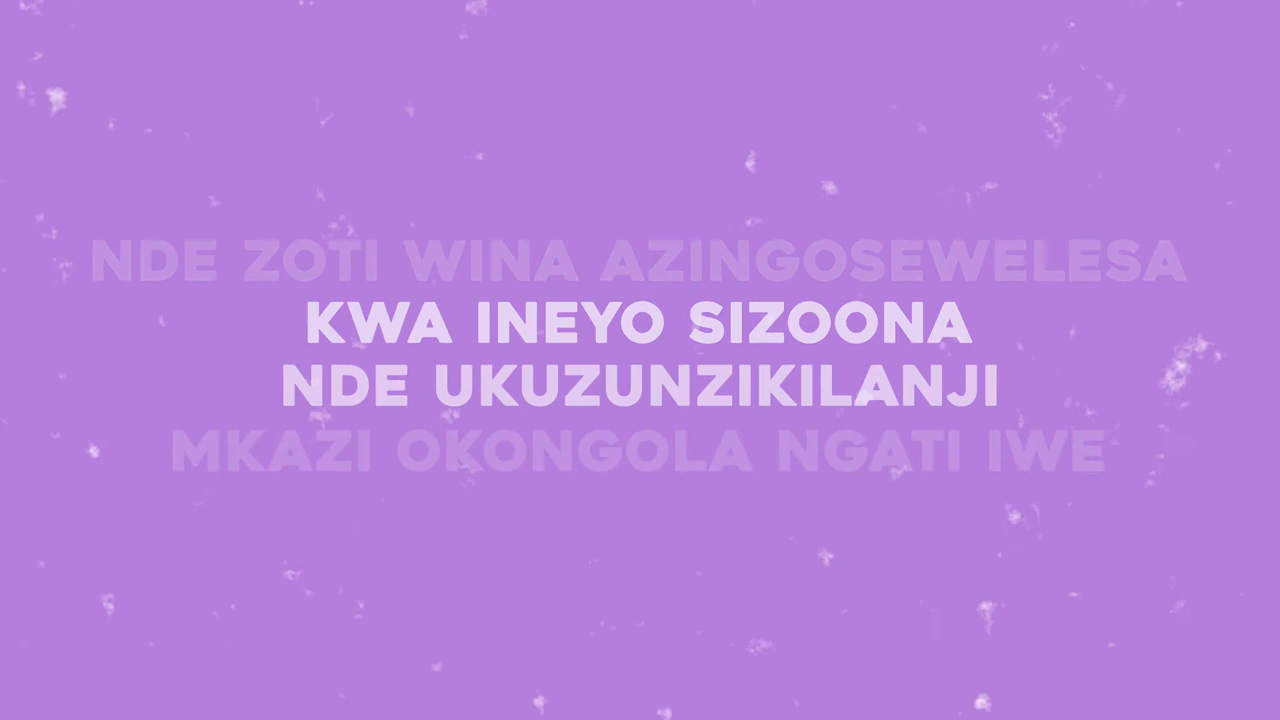 NDE ZOTI WINA AZINGOSEWELESA
KWA INEYO SIZOONA
NDE UKUZUNZIKILANJI
MKAZI OKONGOLA NGATI IWE